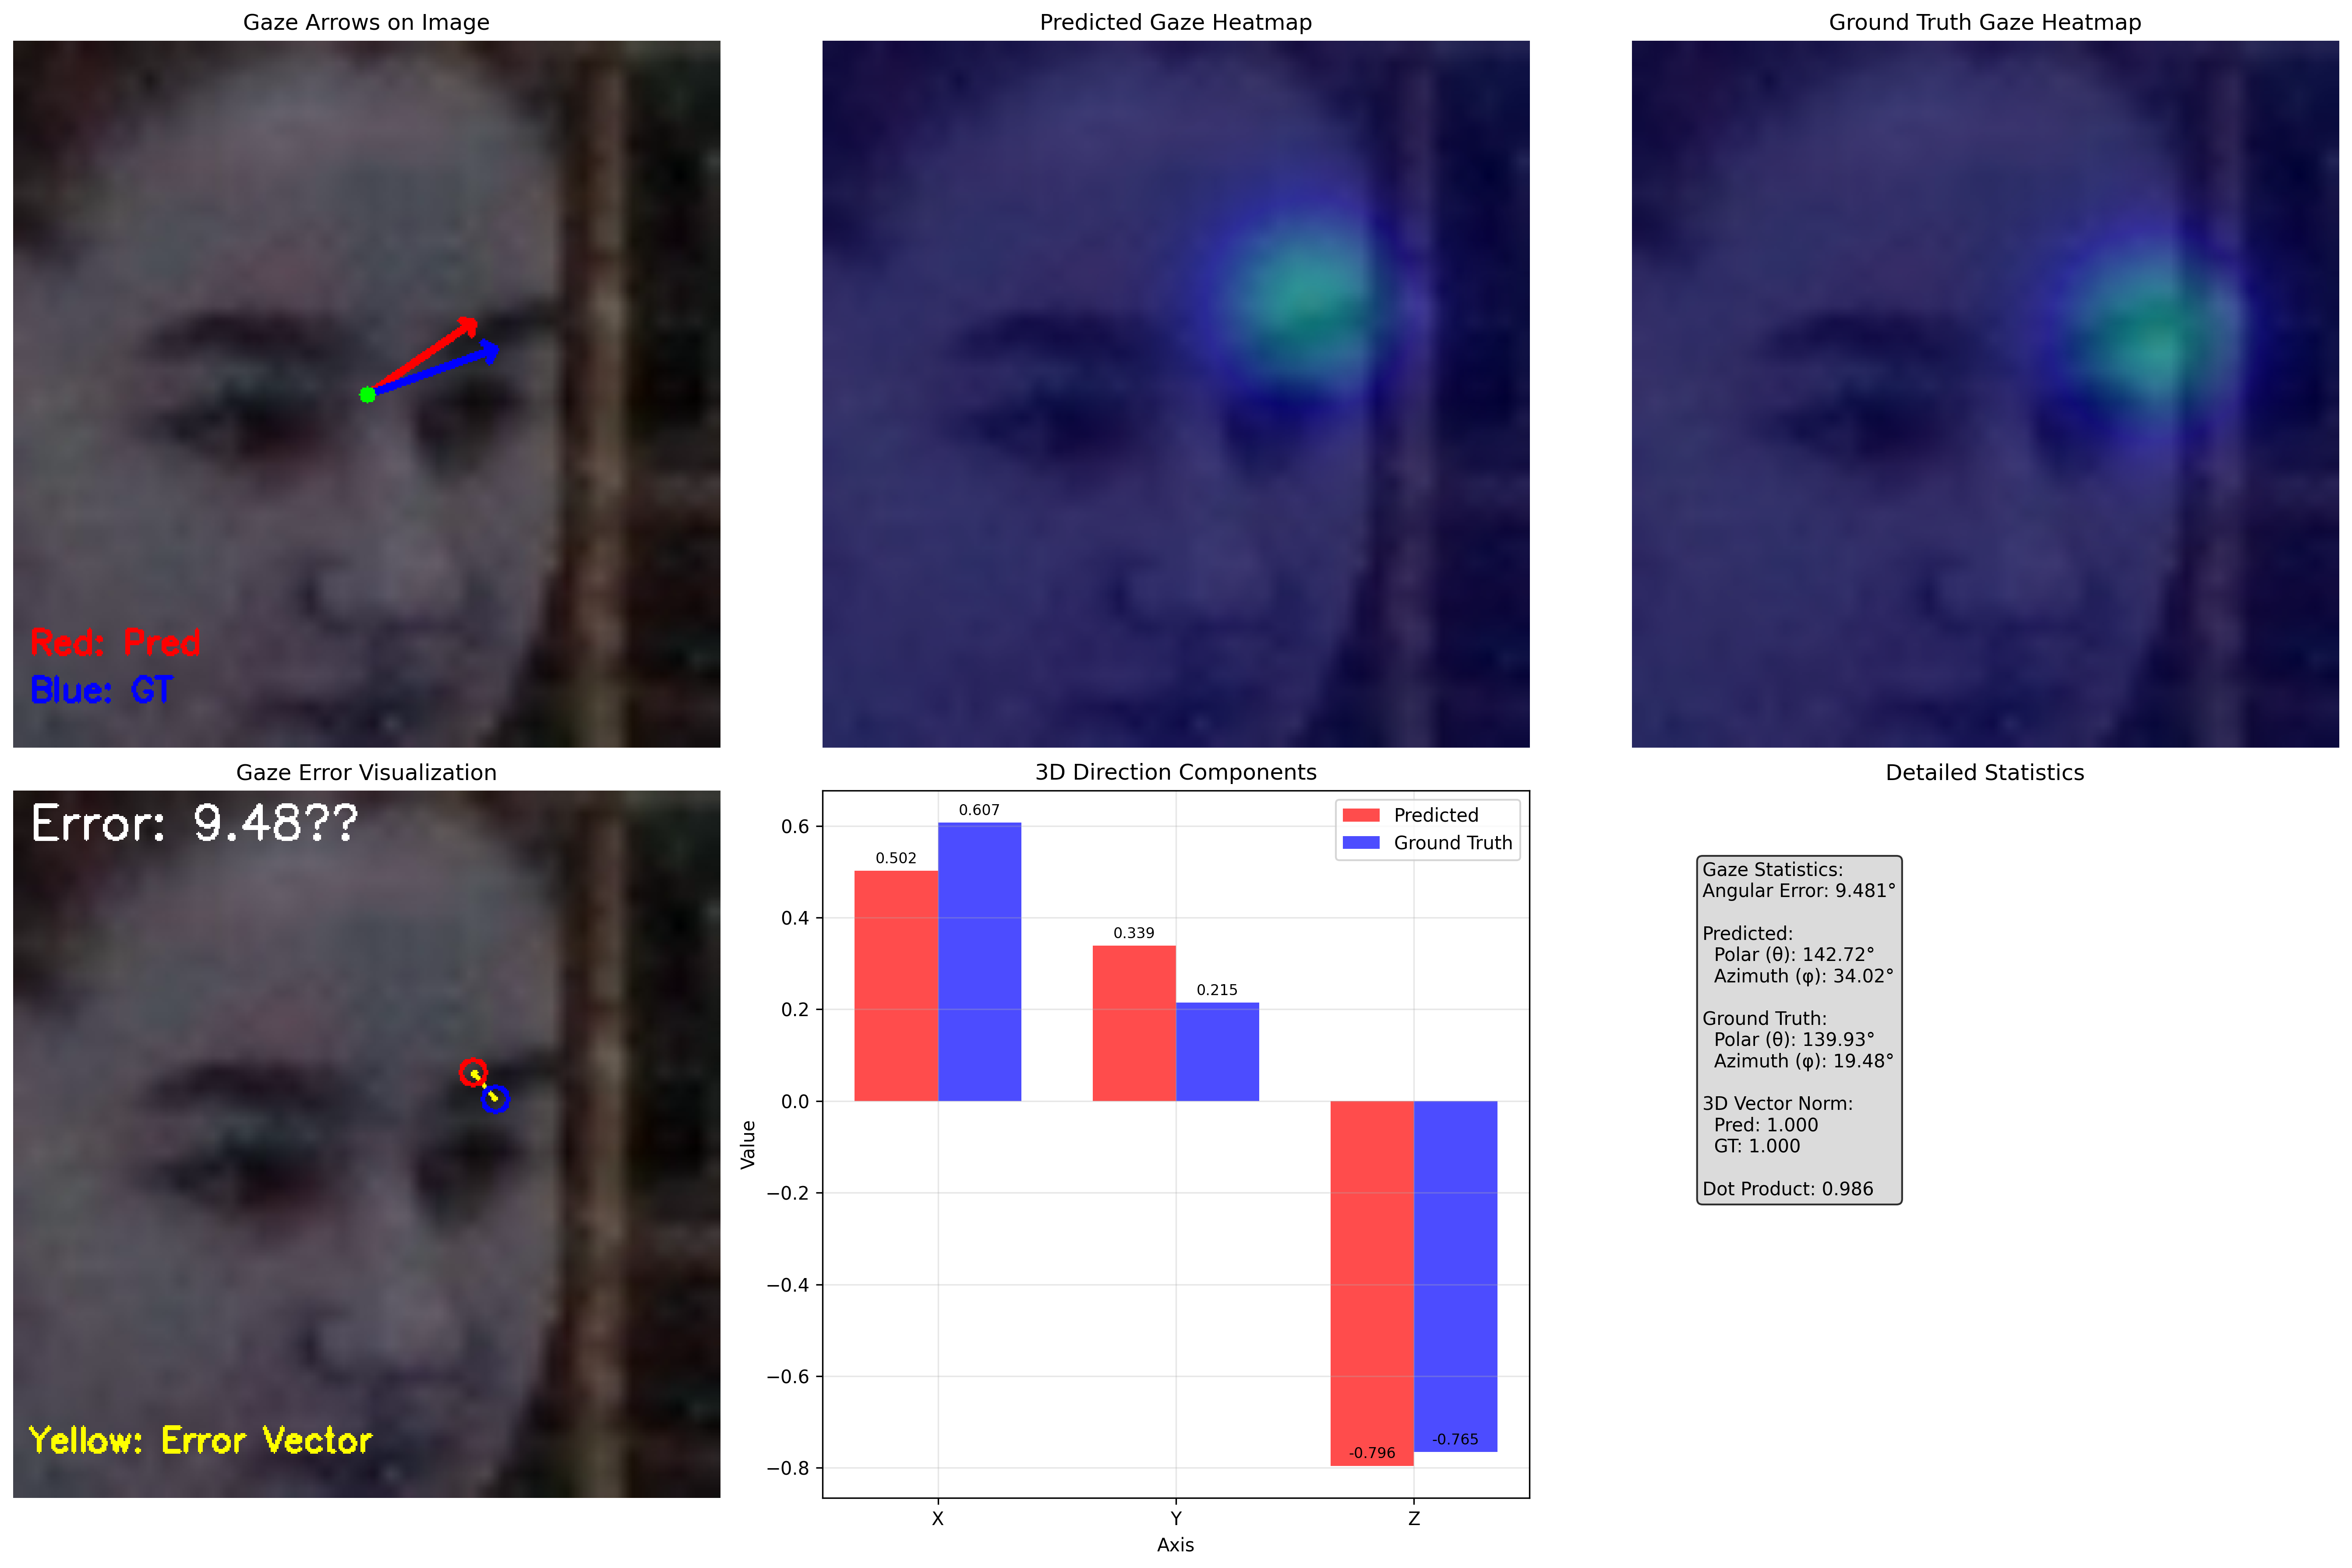 Gaze Arrows on Image
Red: Pred
Blue: GT
Predicted Gaze Heatmap
Ground Truth Gaze Heatmap
Gaze Error Visualization
Error: 9.48??
Yellow: Error Vector
3D Direction Components
Predicted
Ground Truth
0.607
0.502
0.339
0.215
-0.796
-0.765
0.6
0.4
0.2
0.0
−0.2
−0.4
−0.6
−0.8
Value
X Y Z
Axis
Detailed Statistics
Gaze Statistics:
Angular Error: 9.481°
Predicted:
Polar (θ): 142.72°
Azimuth (φ): 34.02°
Ground Truth:
Polar (θ): 139.93°
Azimuth (φ): 19.48°
3D Vector Norm:
Pred: 1.000
GT: 1.000
Dot Product: 0.986